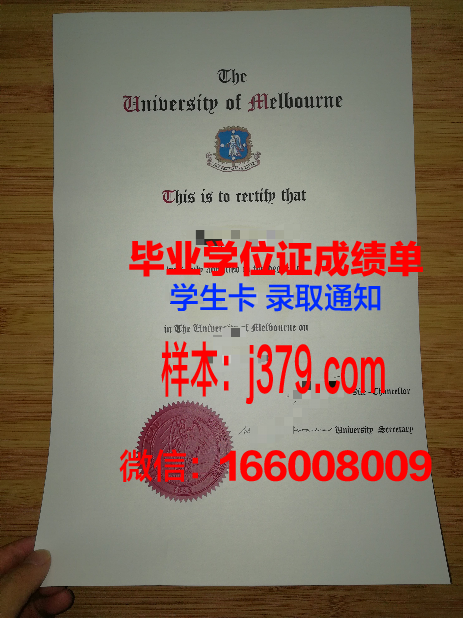 The
University of Melbourne
This is to certify that
毕业学位证成绩单
学生卡 录取通知
in The University of Melbourne on
样本：j379.com
-Chancellor
University Secretary
微信：166008009